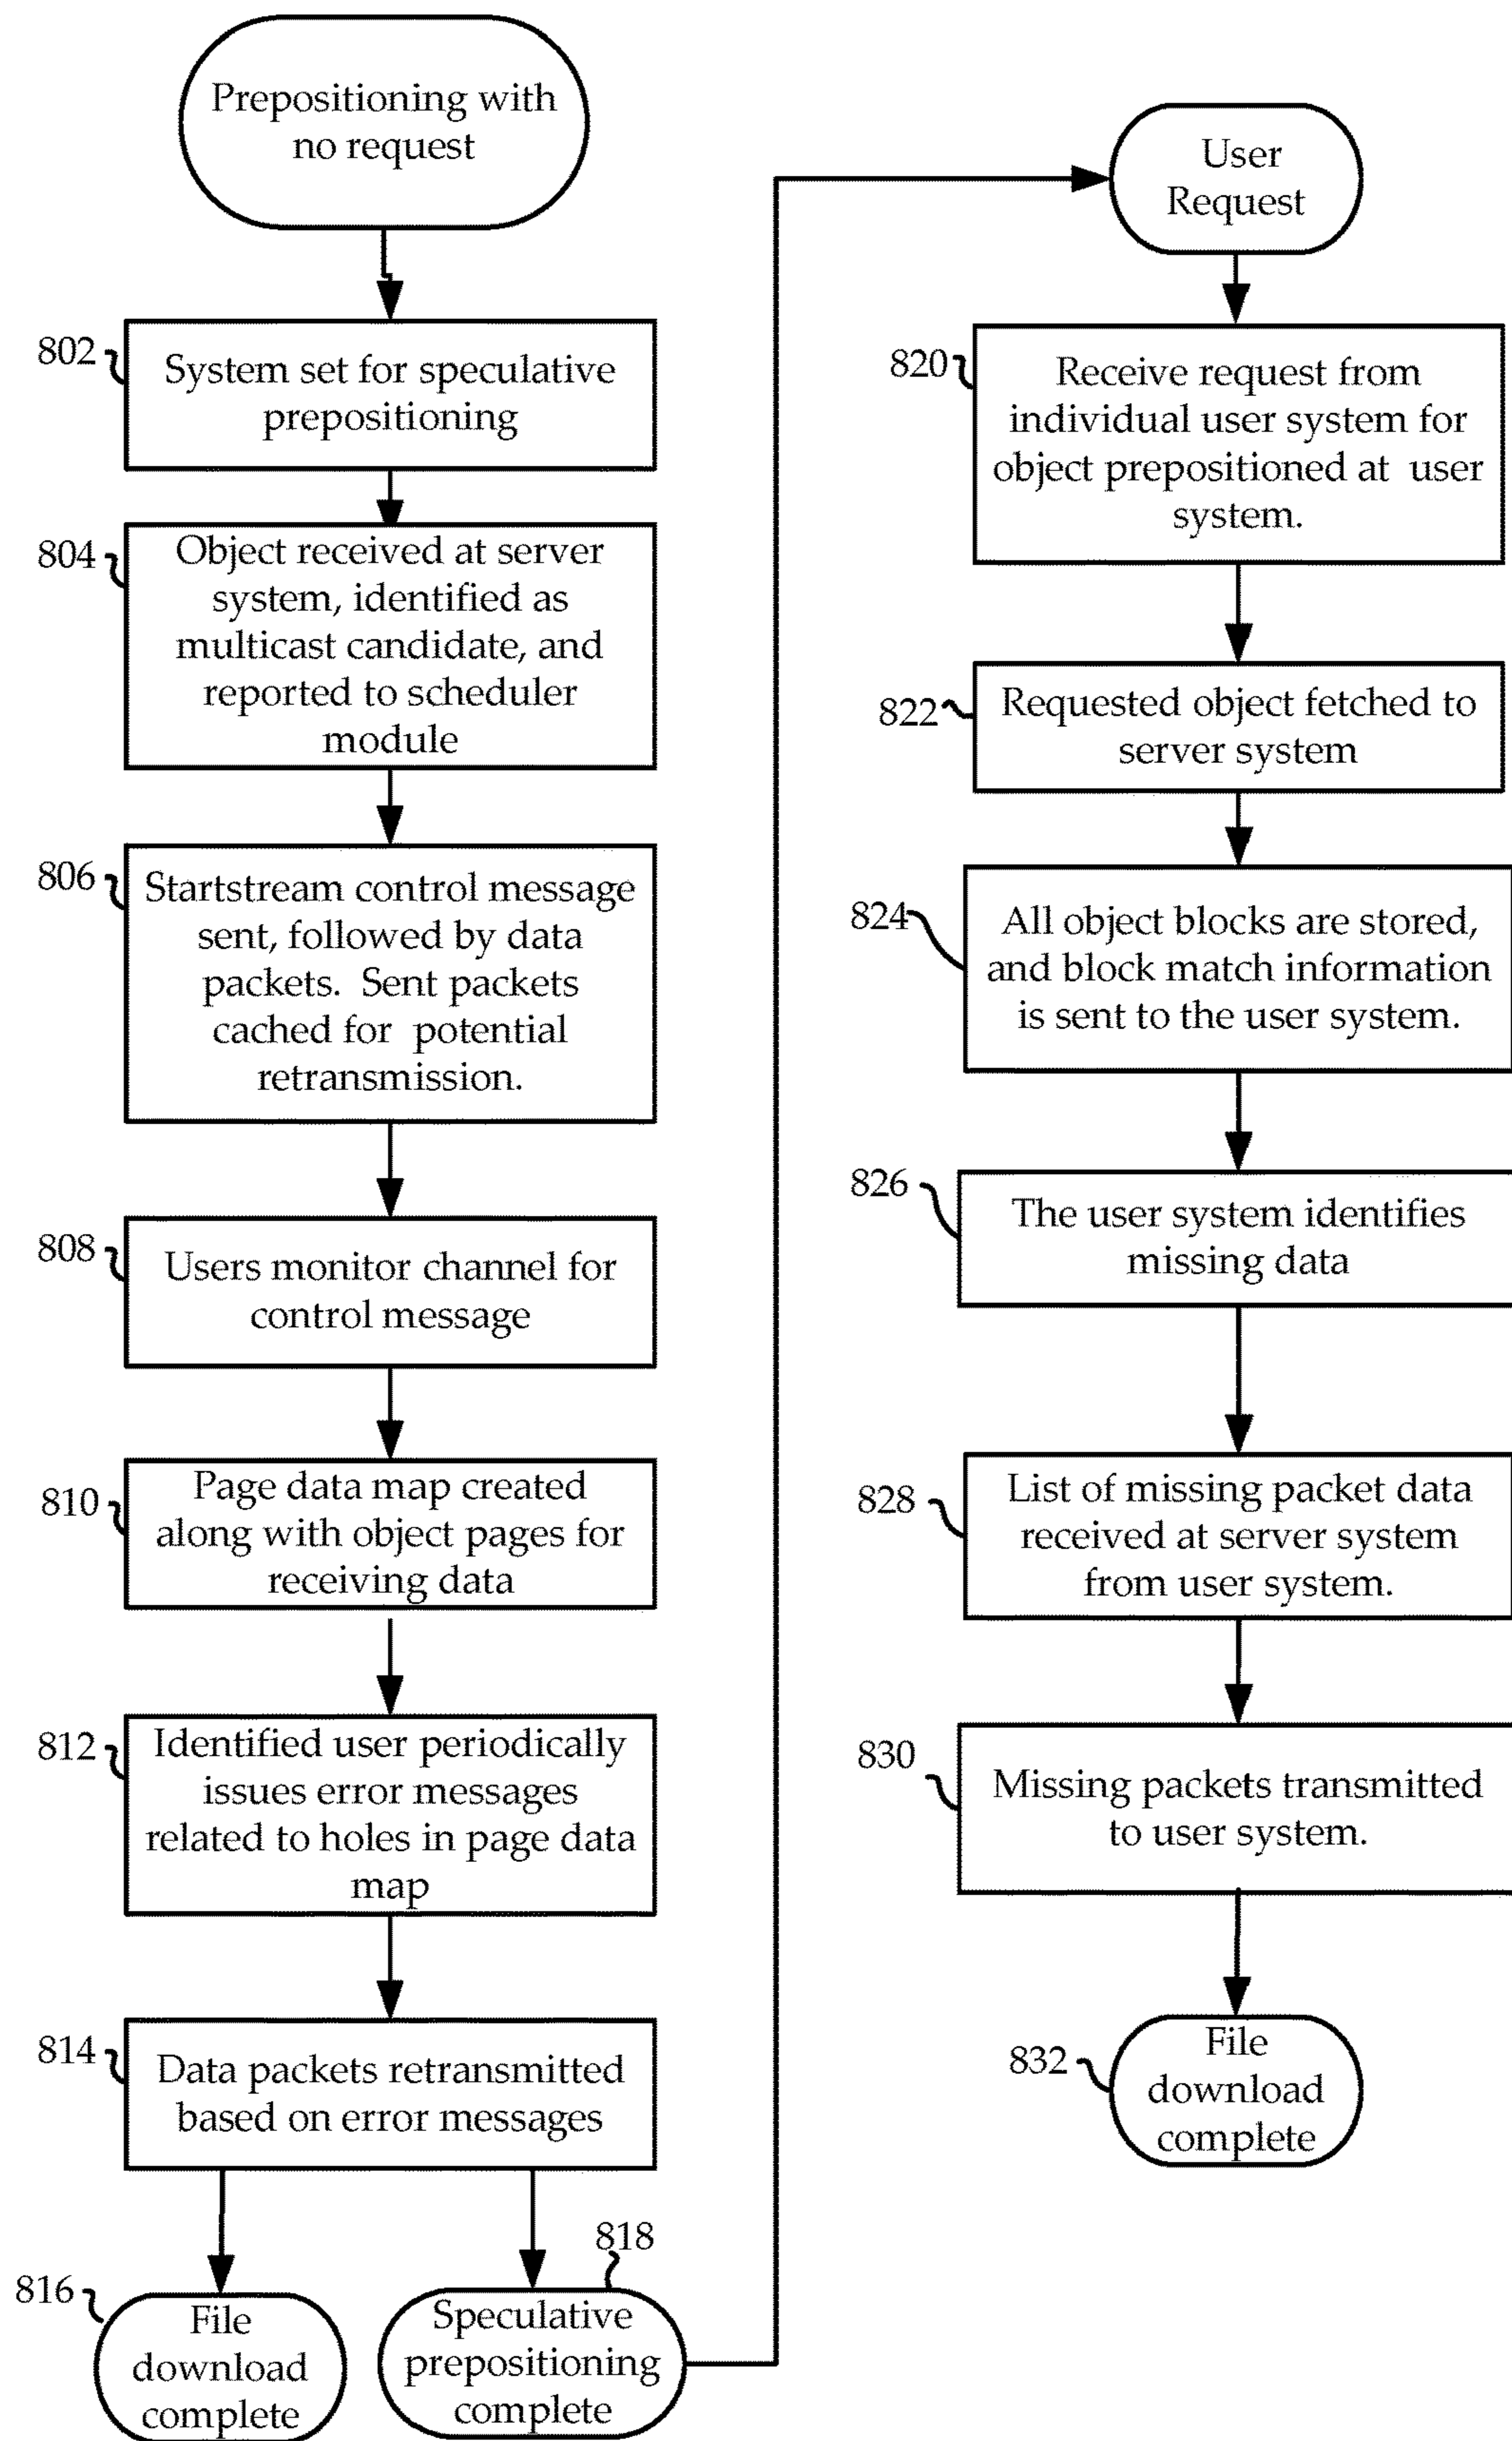 Prepositioning with
no request
802
System set for speculative
prepositioning
804
Object received at server
system, identified as
multicast candidate, and
reported to scheduler
module
806
Startstream control message
sent, followed by data
packets. Sent packets
cached for potential
retransmission.
808
Users monitor channel for
control message
810
Page data map created
along with object pages for
receiving data
812
Identified user periodically
issues error messages
related to holes in page data
map
814
Data packets retransmitted
based on error messages
816
File
download
complete
818
Speculative
prepositioning
complete
User
Request
820
Receive request from
individual user system for
object prepositioned at user
system.
822
Requested object fetched to
server system
824
All object blocks are stored,
and block match information
is sent to the user system.
826
The user system identifies
missing data
828
List of missing packet data
received at server system
from user system.
830
Missing packets transmitted
to user system.
832
File
download
complete